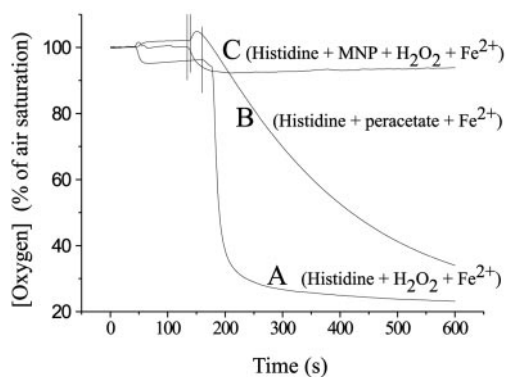 120
100
80
60
40
20
[Oxygen] (% of air saturation)
C (Histidine + MNP + H₂O₂ + Fe²⁺)
B (Histidine + peracetate + Fe²⁺)
A (Histidine + H₂O₂ + Fe²⁺)
0 100 200 300 400 500 600
Time (s)